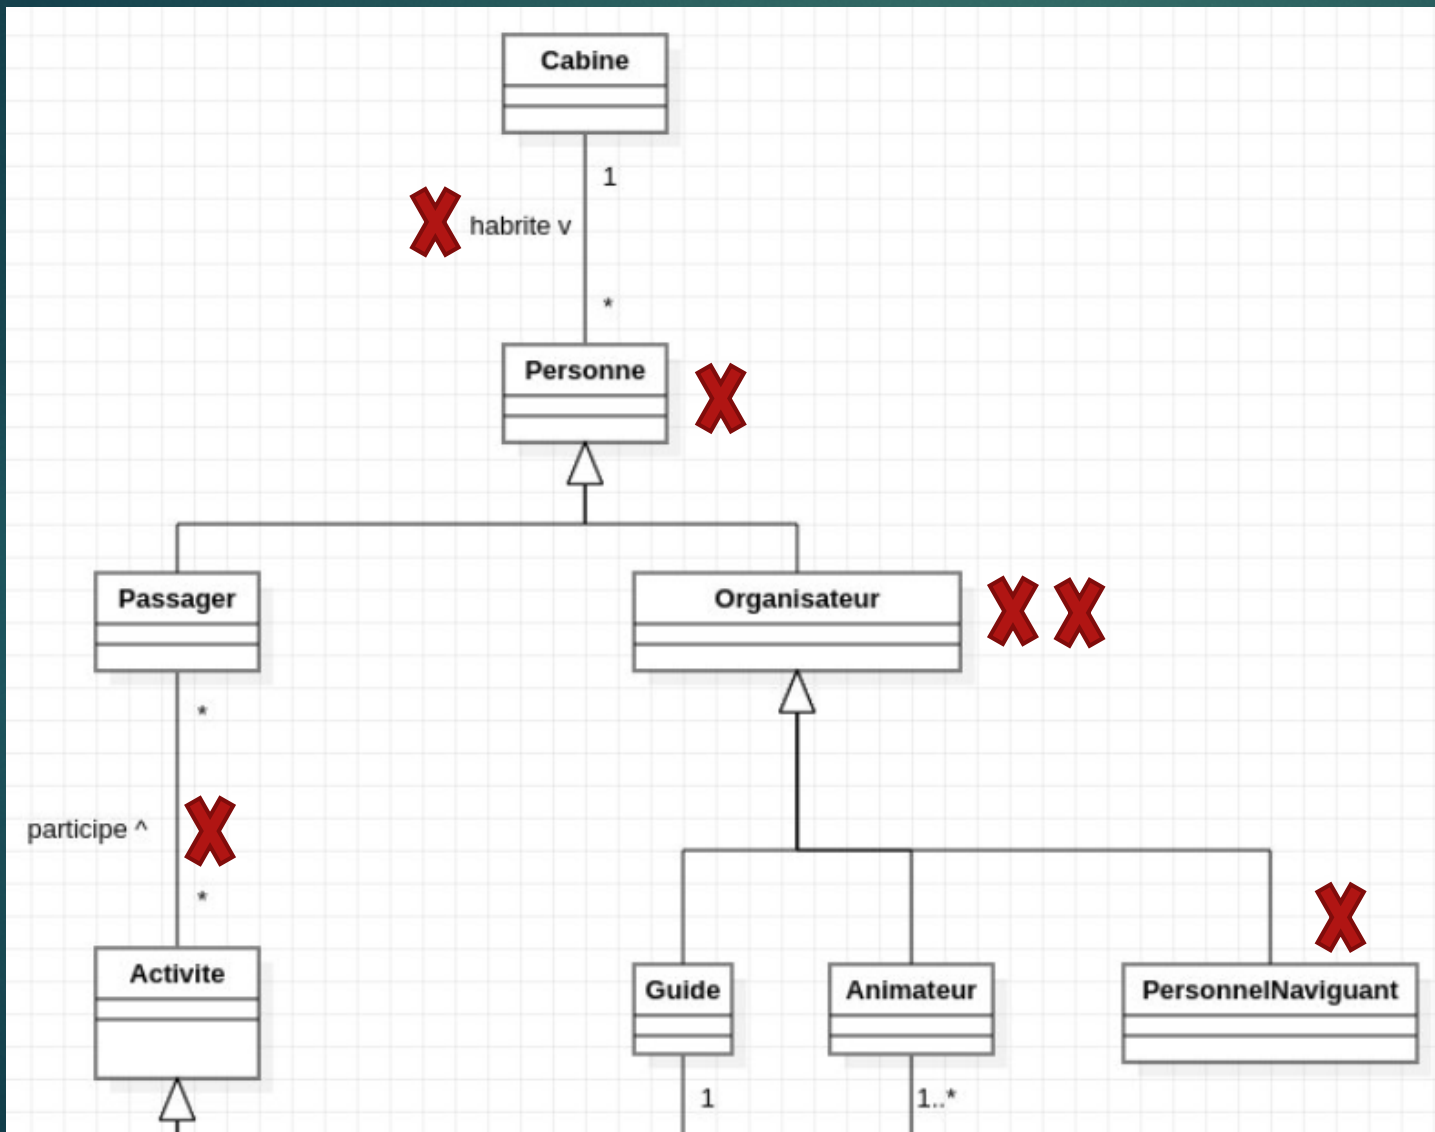 Cabine
1
habrite v
*
Personne
Passager
Organisateur
*
participe ^
*
Activite
Guide
Animateur
PersonnelNaviguant
1
1..*